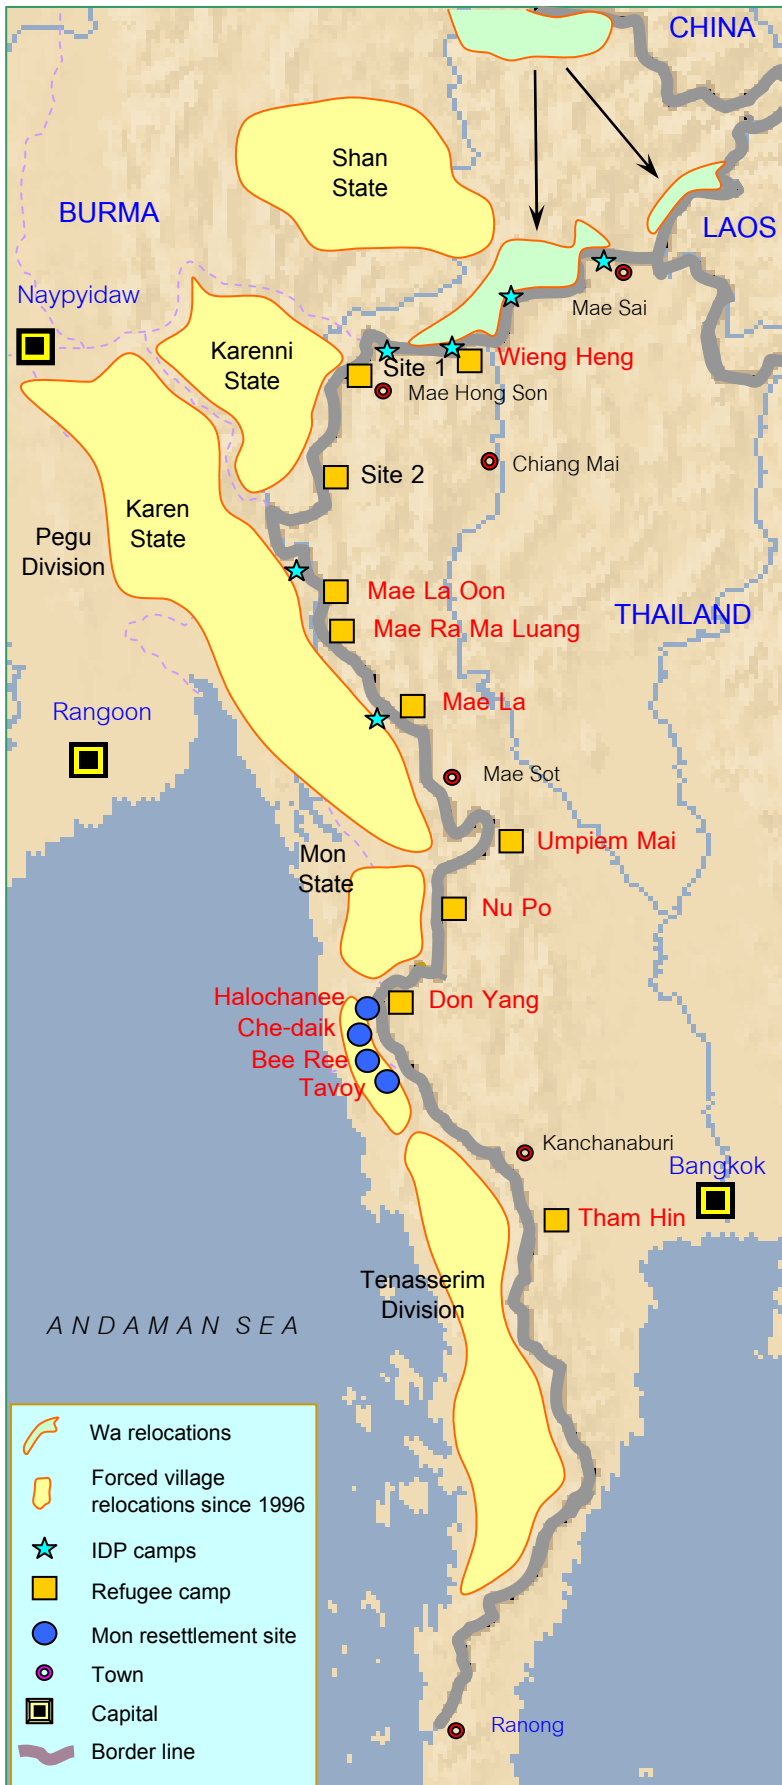 CHINA
Shan
State
BURMA
LAOS
Naypyidaw
Mae Sai
Karenni
State
Site 1
Wieng Heng
Mae Hong Son
Chiang Mai
Site 2
Karen
State
Pegu
Division
Mae La Oon
THAILAND
Mae Ra Ma Luang
Mae La
Rangoon
Mae Sot
Umpiem Mai
Mon
State
Nu Po
Halochanee
Don Yang
Che-daik
Bee Ree
Tavoy
Kanchanaburi
Bangkok
Tham Hin
Tenasserim
Division
ANDAMAN SEA
Wa relocations
Forced village
relocations since 1996
IDP camps
Refugee camp
Mon resettlement site
Town
Capital
Border line
Ranong